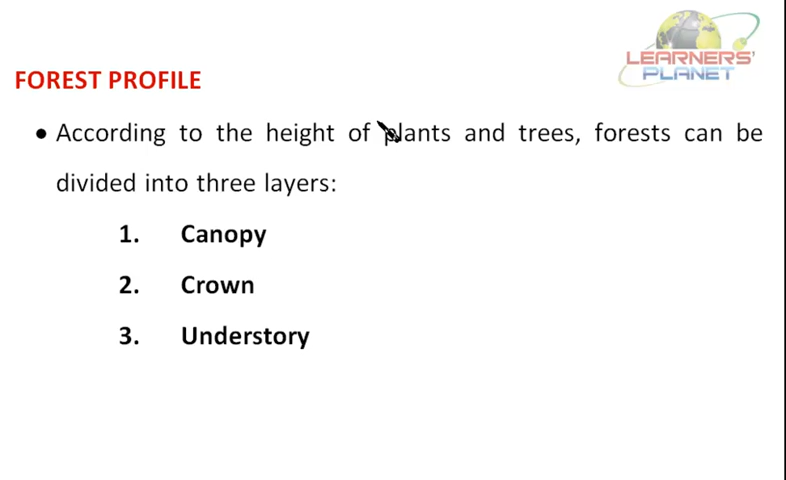 LEARNERS'
PLANET
FOREST PROFILE
• According to the height of plants and trees, forests can be
divided into three layers:
1. Canopy
2. Crown
3. Understory